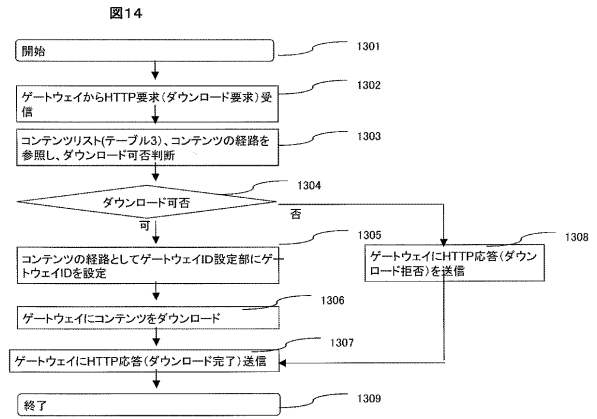 図14
開始
1301
ゲートウェイからHTTP要求(ダウンロード要求)受
信
1302
コンテンツリスト(テーブル3)、コンテンツの経路を
参照し、ダウンロード可否判断
1303
ダウンロード可否
1304
可
否
コンテンツの経路としてゲートウェイID設定部にゲー
トウェイIDを設定
1305
ゲートウェイにHTTP応答(ダウン
ロード拒否)を送信
1308
ゲートウェイにコンテンツをダウンロード
1306
ゲートウェイにHTTP応答(ダウンロード完了)送信
1307
終了
1309